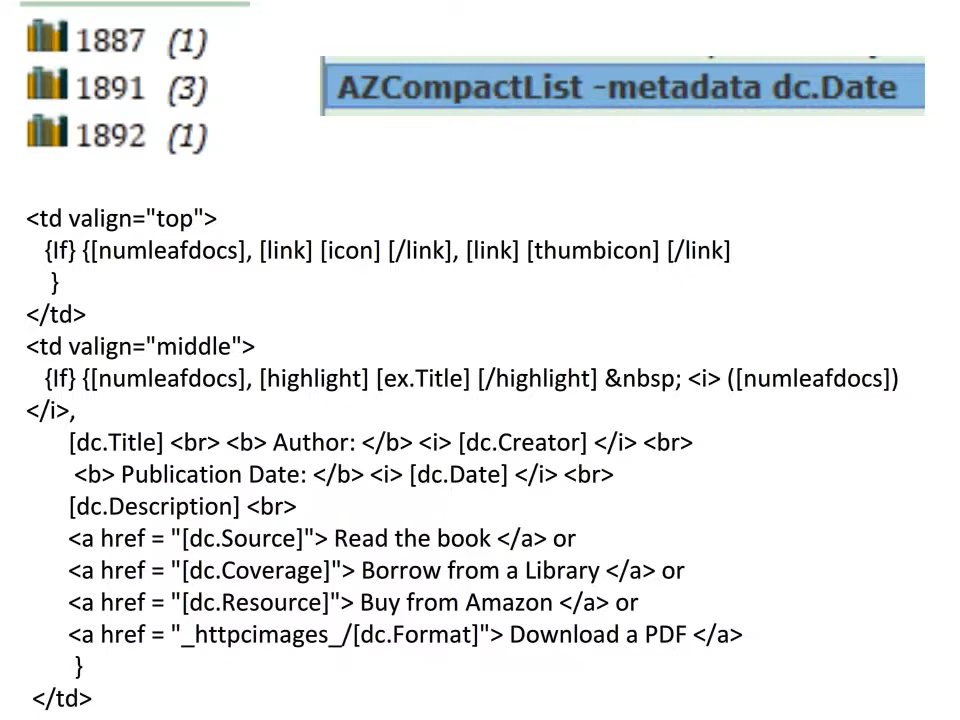 1887 (1)
1891 (3)
1892 (1)
AZCompactList -metadata dc.Date
<td valign="top">
{If} {[numleafdocs], [link] [icon] [/link], [link] [thumbicon] [/link]
}
</td>
<td valign="middle">
{If} {[numleafdocs], [highlight] [ex.Title] [/highlight] &nbsp; <i> ([numleafdocs])
</i>,
[dc.Title] <br> <b> Author: </b> <i> [dc.Creator] </i> <br>
<b> Publication Date: </b> <i> [dc.Date] </i> <br>
[dc.Description] <br>
<a href = "[dc.Source]"> Read the book </a> or
<a href = "[dc.Coverage]"> Borrow from a Library </a> or
<a href = "[dc.Resource]"> Buy from Amazon </a> or
<a href = "_httpcimages_/[dc.Format]"> Download a PDF </a>
}
</td>